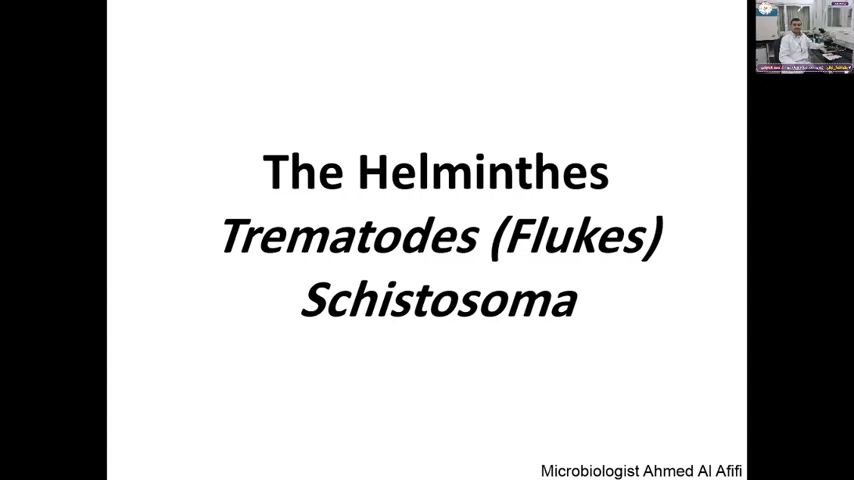 The Helminthes
Trematodes (Flukes)
Schistosoma
Microbiologist Ahmed Al Afifi